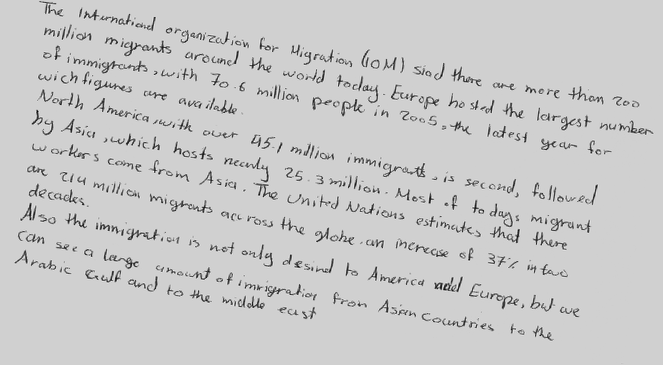 The International organization for Migration (IOM) siad there are more than 200
million migrants around the world today. Europe hosted the largest number
of immigrants, with 70.6 million people in 2005, the latest year for
wich figures are available.
North America, with over 45.1 million immigrants, is second, followed
by Asia, which hosts nearly 25.3 million. Most of todays migrant
workers come from Asia. The United Nations estimates that there
are 214 million migrants accross the globe, an increase of 37% in two
decades.
Also the immigration is not only desind to America and Europe, but we
can see a large amount of imrigration from Asian countries to the
Arabic Gulf and to the middle east